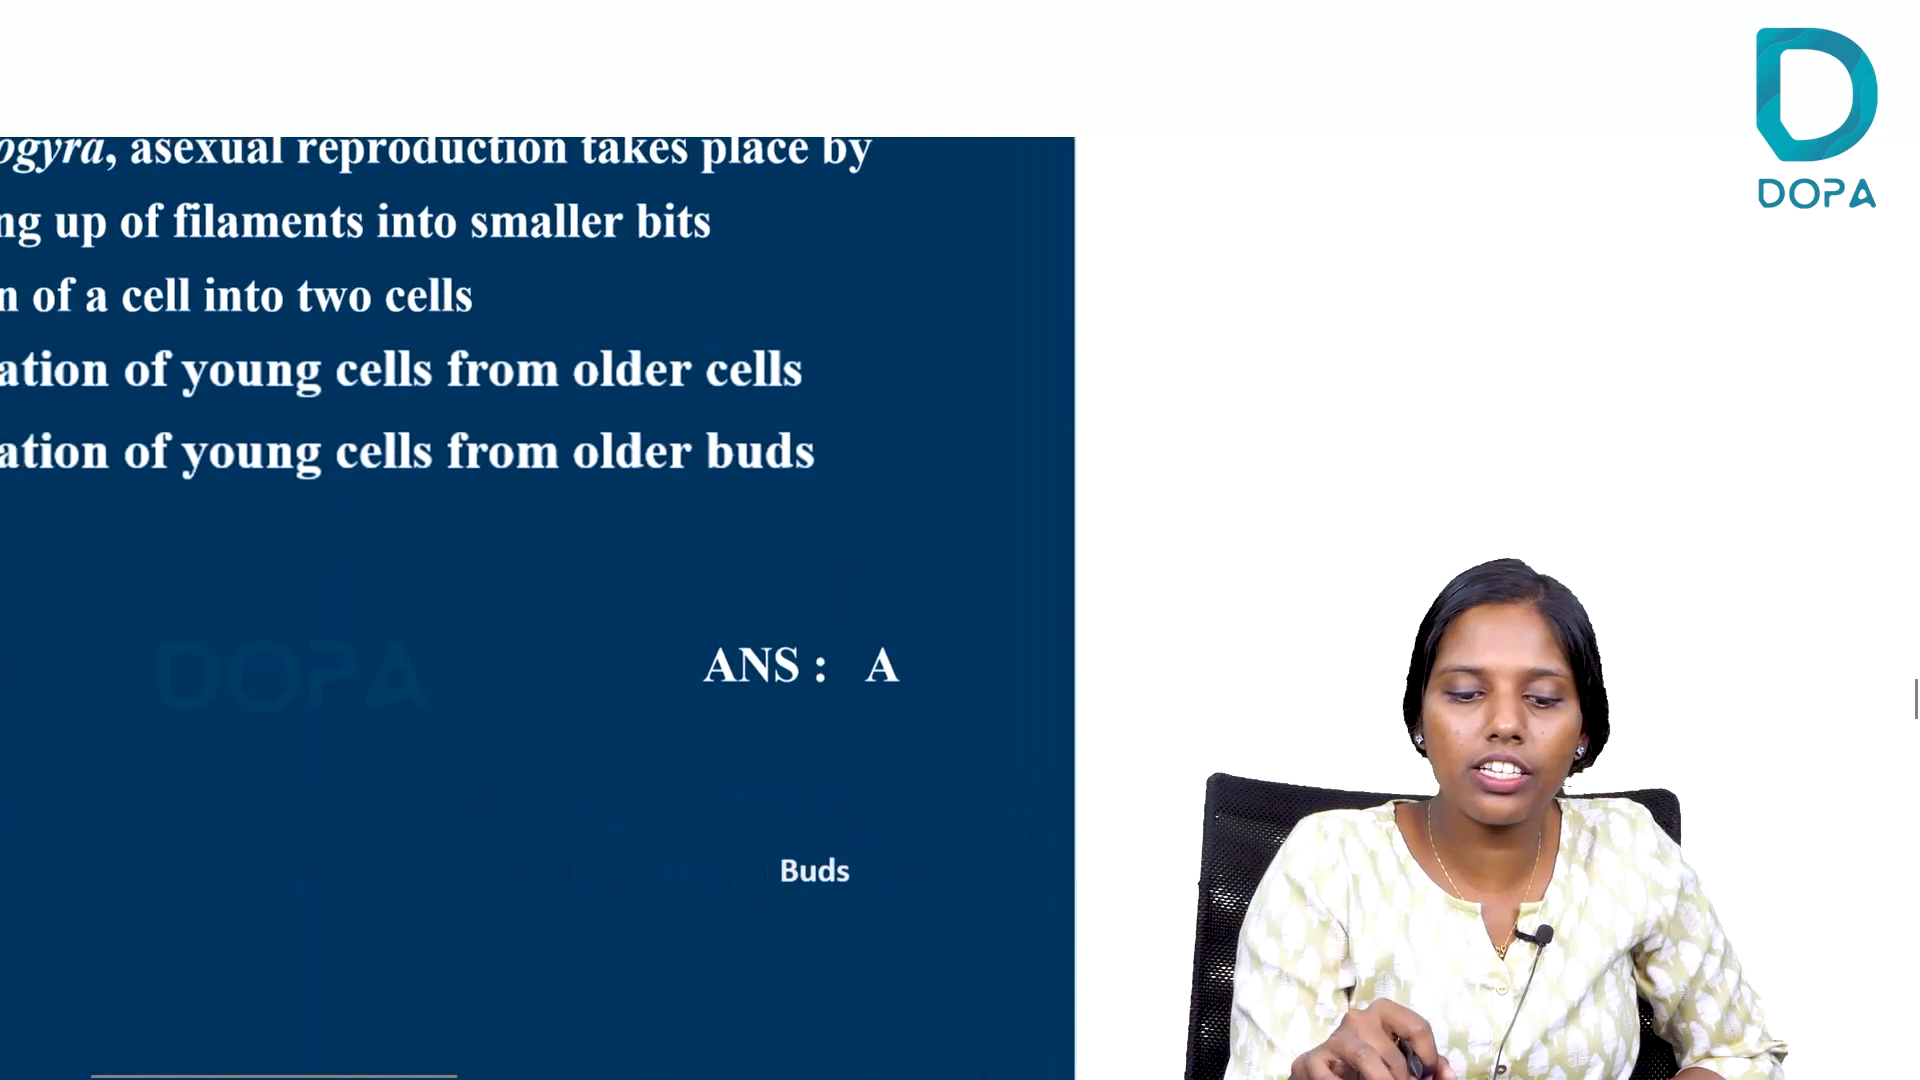 DOPA
ogyra, asexual reproduction takes place by
ng up of filaments into smaller bits
n of a cell into two cells
ation of young cells from older cells
ation of young cells from older buds
DOPA
ANS : A
Buds